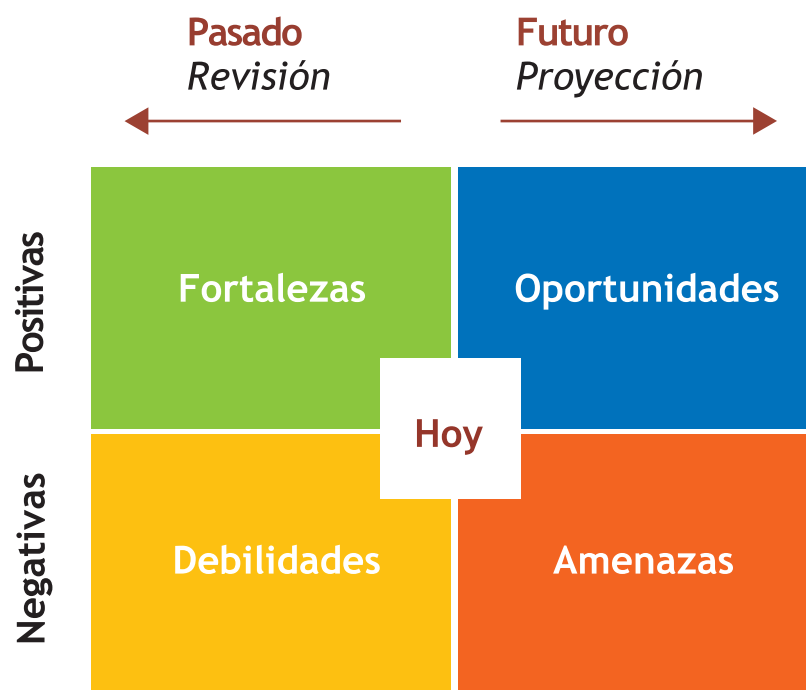 Pasado
Revisión
Futuro
Proyección
Positivas
Fortalezas
Oportunidades
Hoy
Negativas
Debilidades
Amenazas